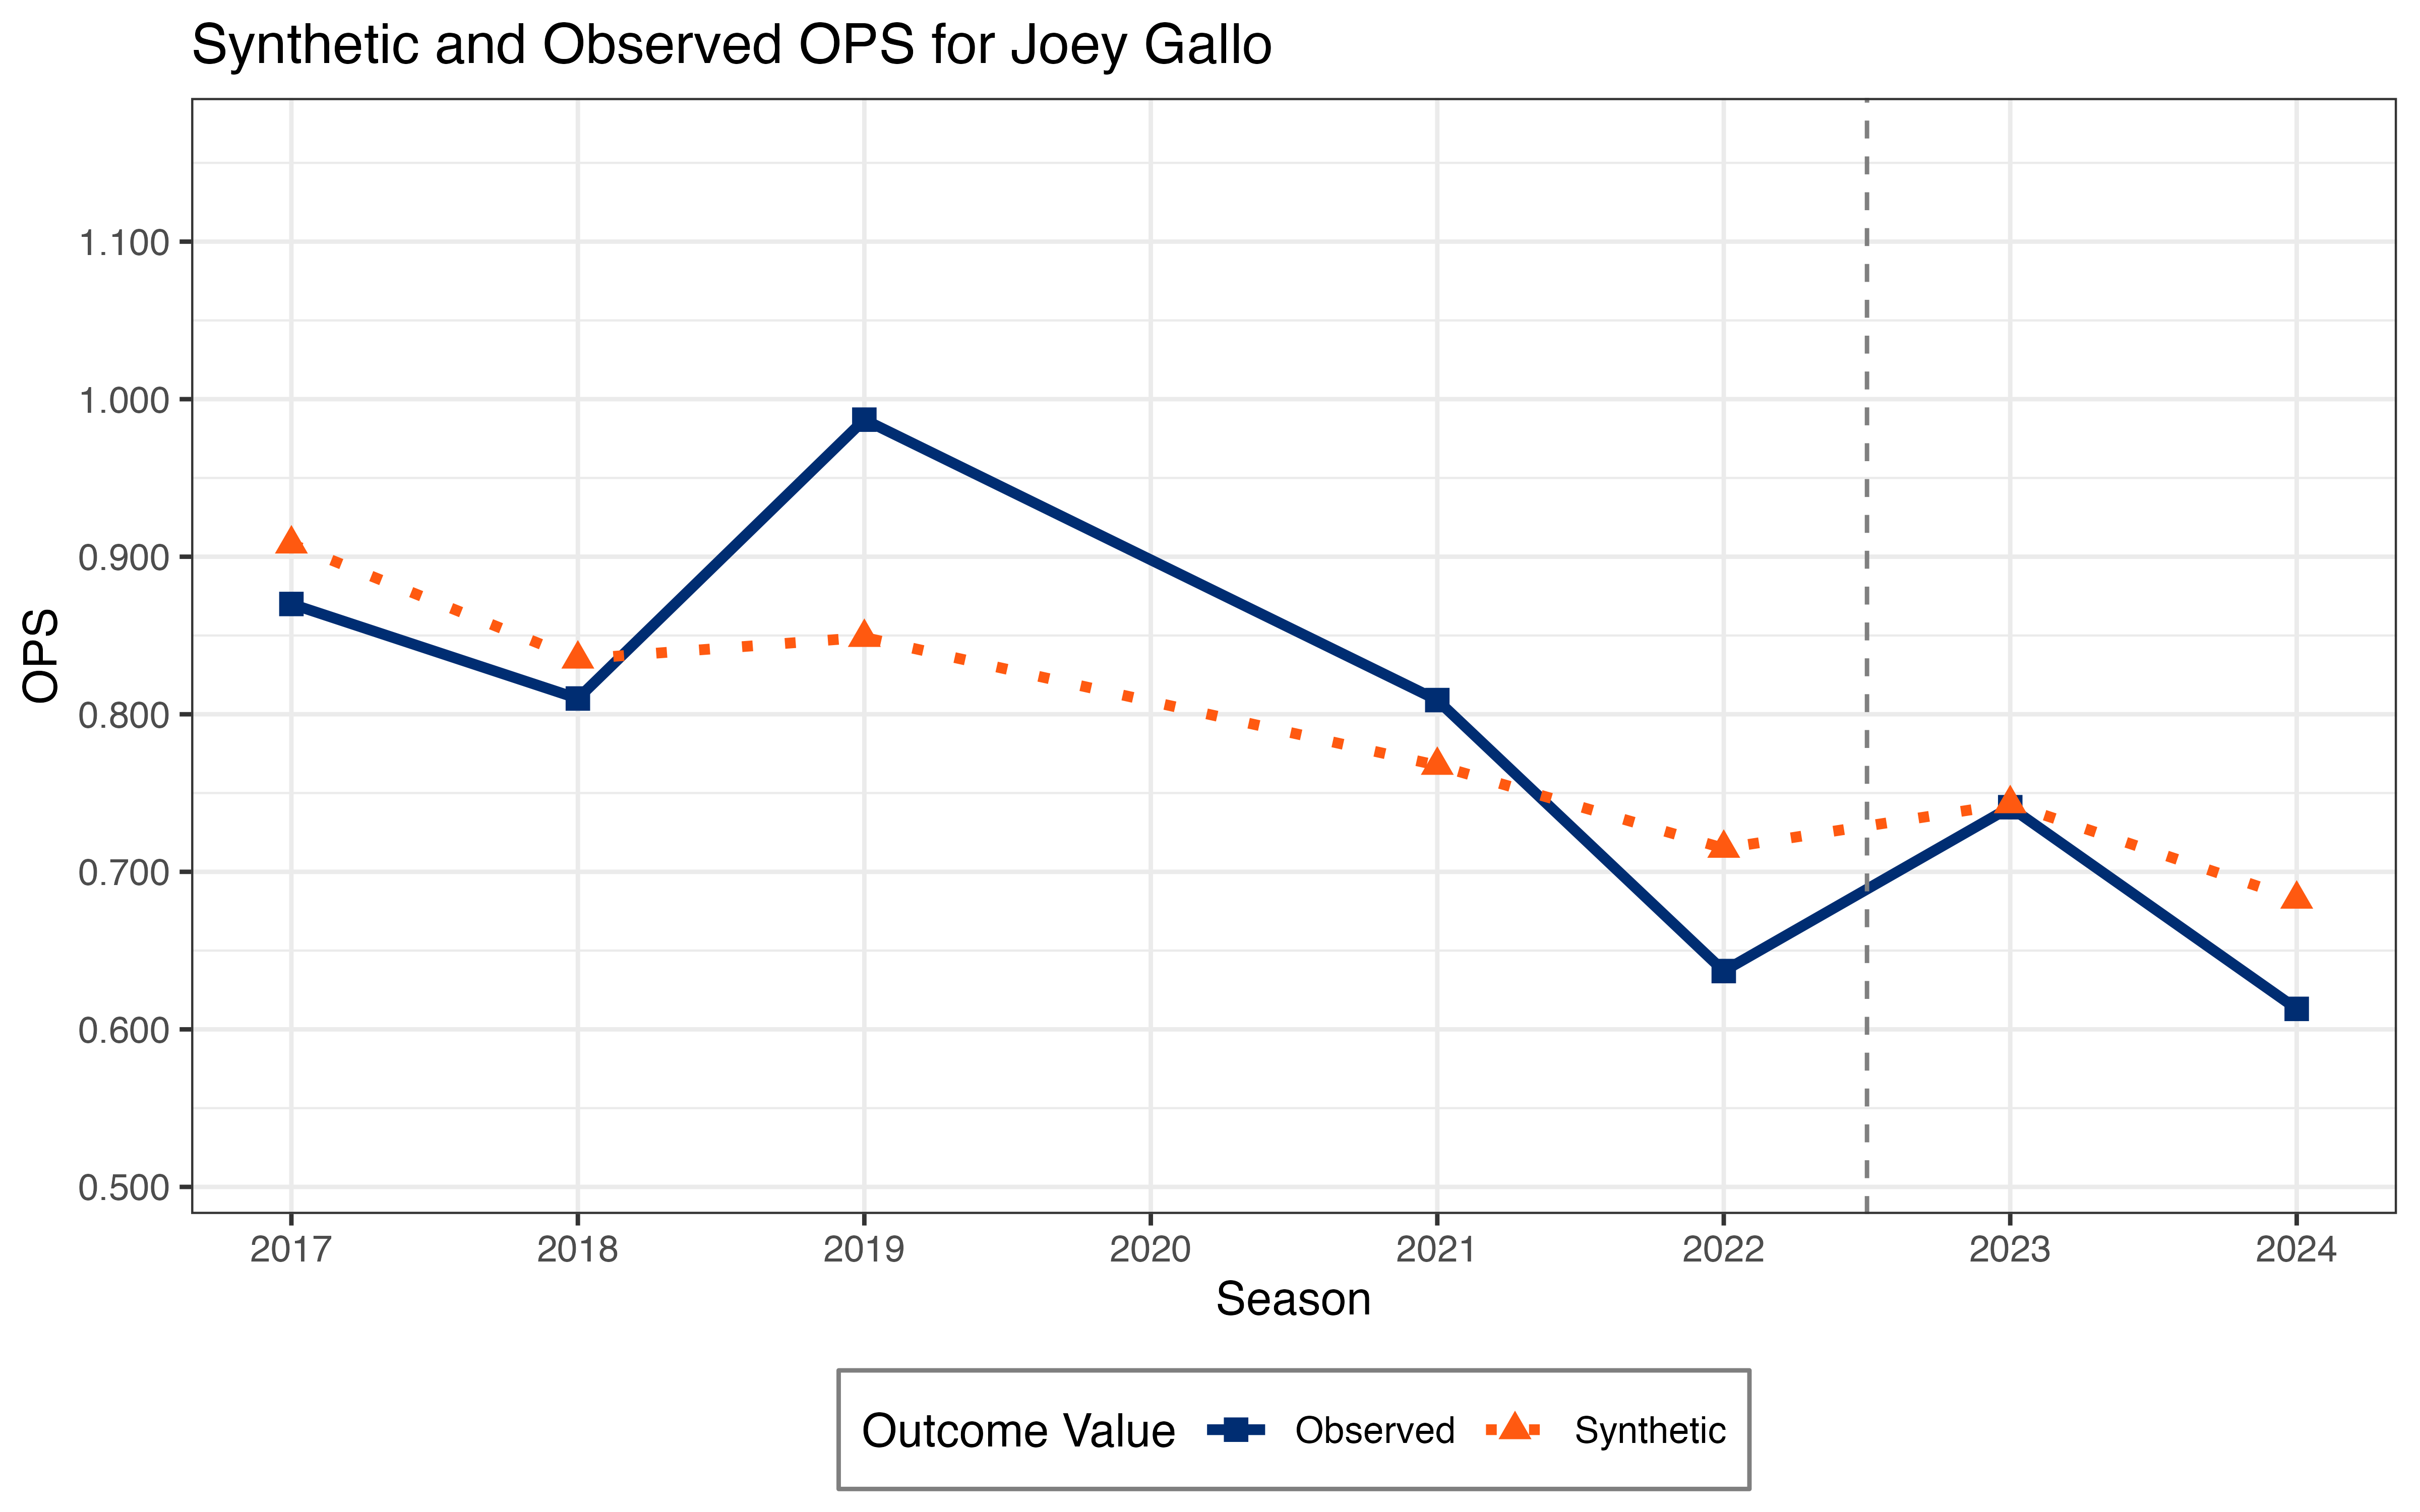 Synthetic and Observed OPS for Joey Gallo
OPS
1.100
1.000
0.900
0.800
0.700
0.600
0.500
2017 2018 2019 2020 2021 2022 2023 2024
Season
Outcome Value Observed Synthetic